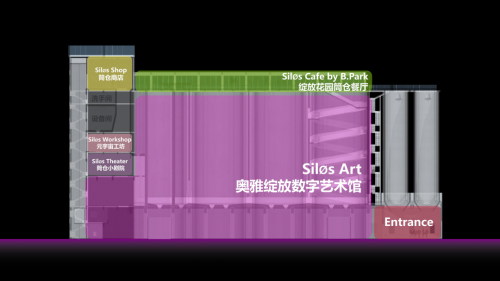 Siløs Shop
筒仓商店
Siløs Cafe by B.Park
绽放花园筒仓餐厅
Siløs Workshop
元宇宙工坊
Siløs Theater
筒仓小剧院
Siløs Art
奥雅绽放数字艺术馆
Entrance